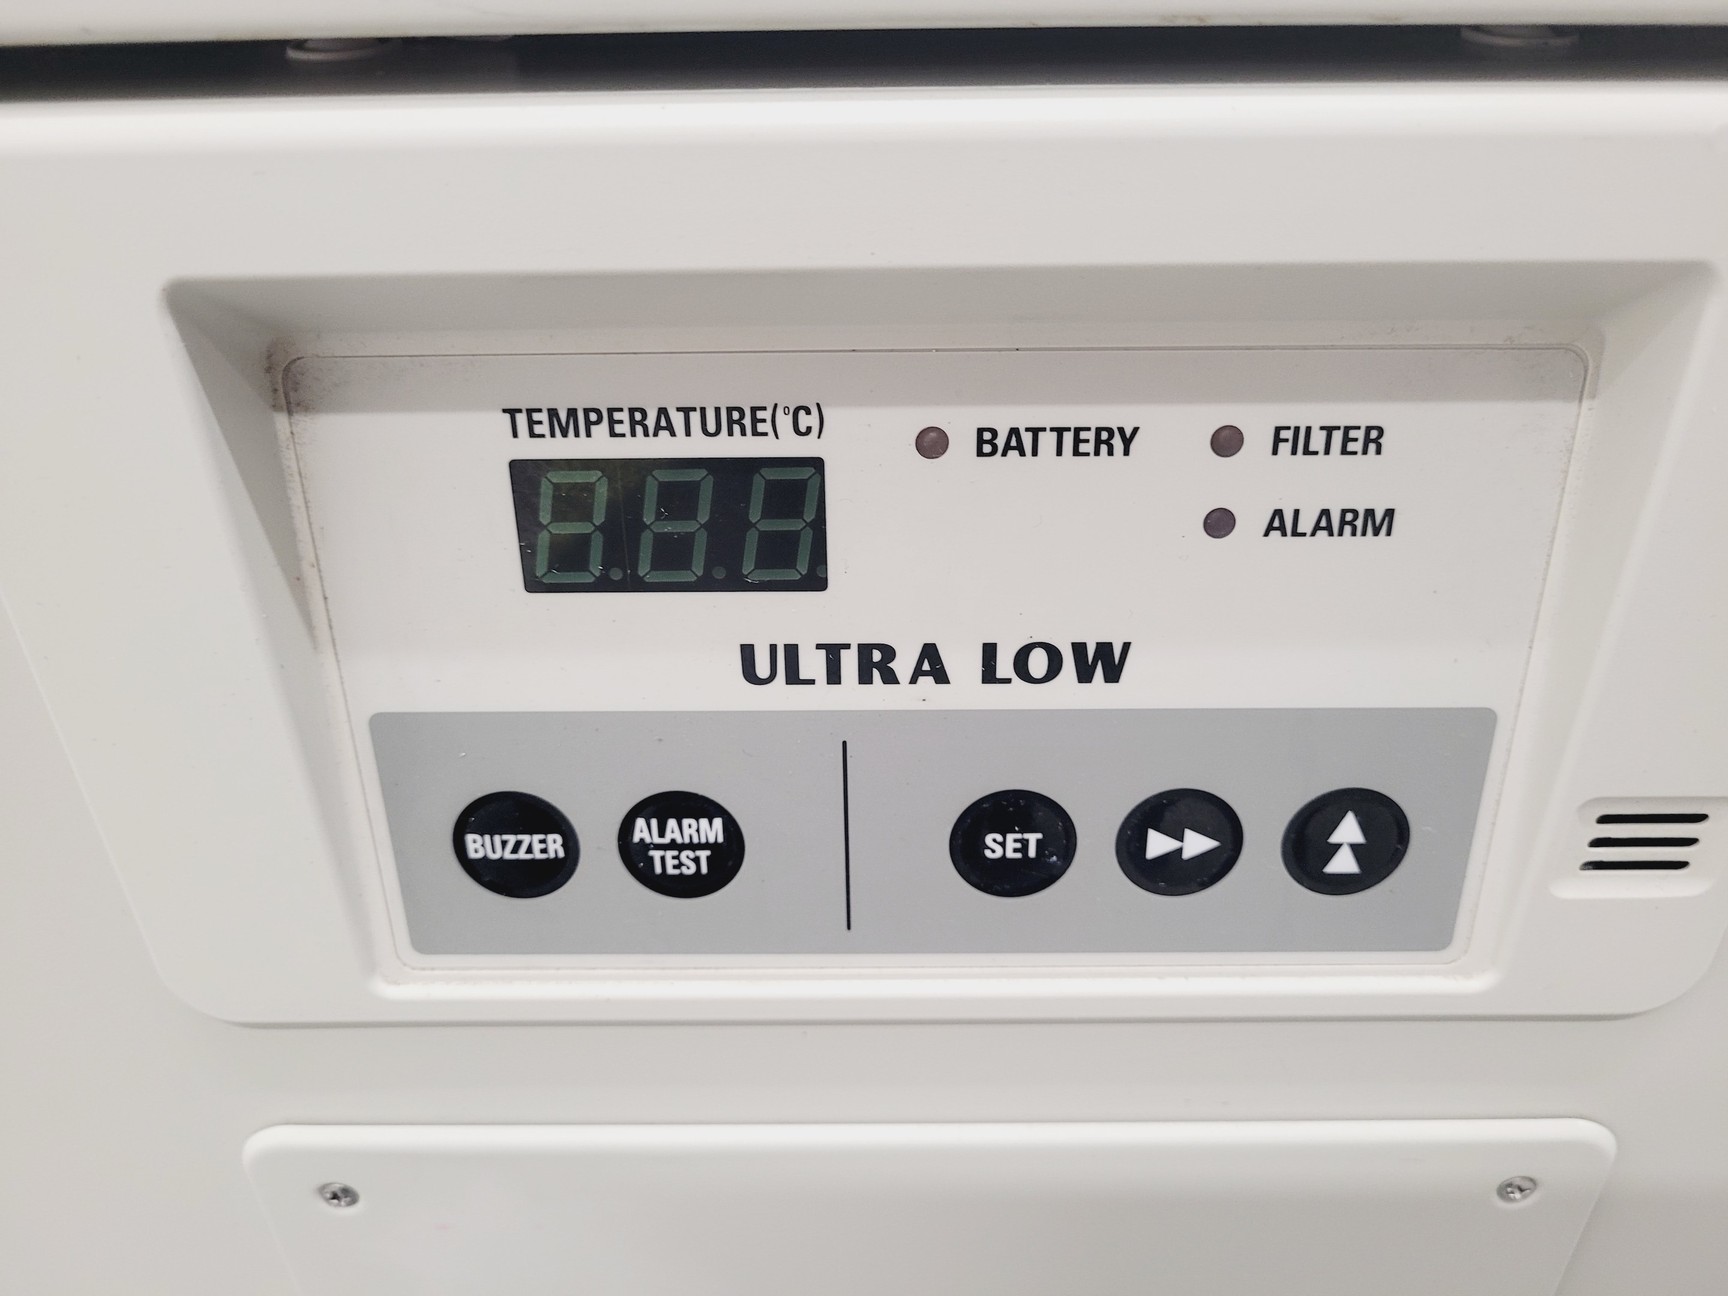 TEMPERATURE(°C)
BATTERY
FILTER
ALARM
ULTRA LOW
BUZZER
ALARM
TEST
SET